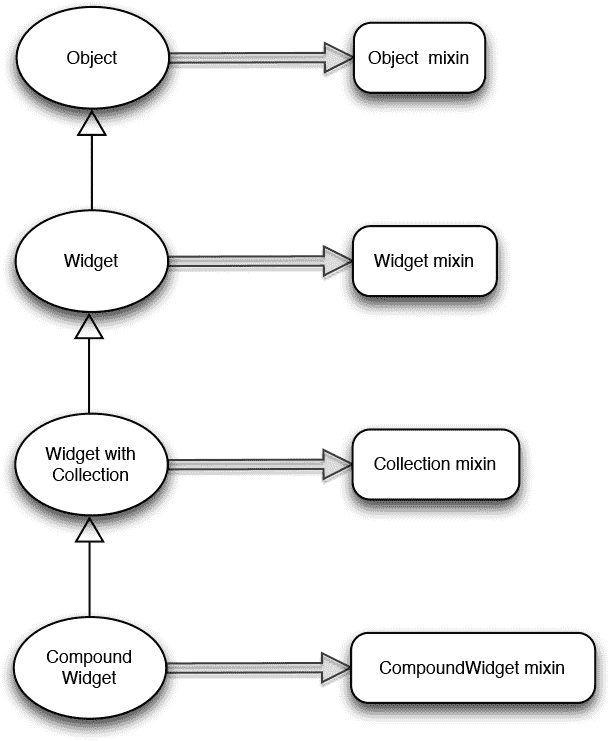 Object
Object mixin
Widget
Widget mixin
Widget with
Collection
Collection mixin
Compound
Widget
CompoundWidget mixin